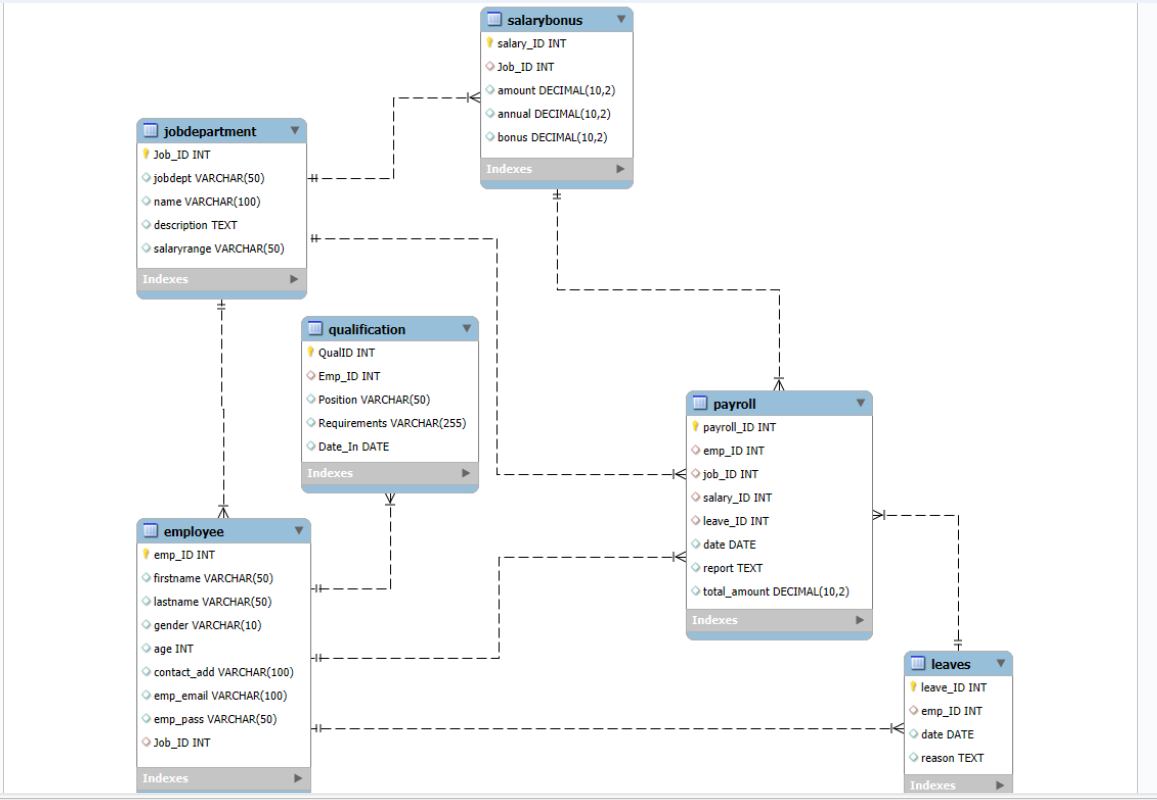 salarybonus
salary_ID INT
Job_ID INT
amount DECIMAL(10,2)
annual DECIMAL(10,2)
bonus DECIMAL(10,2)
Indexes
jobdepartment
Job_ID INT
jobdept VARCHAR(50)
name VARCHAR(100)
description TEXT
salaryrange VARCHAR(50)
Indexes
qualification
QualID INT
Emp_ID INT
Position VARCHAR(50)
Requirements VARCHAR(255)
Date_In DATE
Indexes
payroll
payroll_ID INT
emp_ID INT
job_ID INT
salary_ID INT
leave_ID INT
date DATE
report TEXT
total_amount DECIMAL(10,2)
Indexes
employee
emp_ID INT
firstname VARCHAR(50)
lastname VARCHAR(50)
gender VARCHAR(10)
age INT
contact_add VARCHAR(100)
emp_email VARCHAR(100)
emp_pass VARCHAR(50)
Job_ID INT
Indexes
leaves
leave_ID INT
emp_ID INT
date DATE
reason TEXT
Indexes